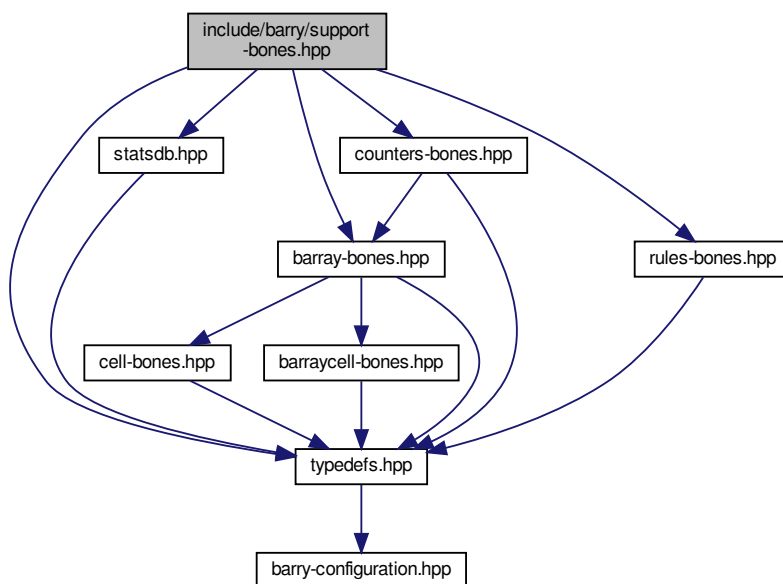 include/barry/support
-bones.hpp
statsdb.hpp
counters-bones.hpp
barray-bones.hpp
rules-bones.hpp
cell-bones.hpp
barraycell-bones.hpp
typedefs.hpp
barry-configuration.hpp